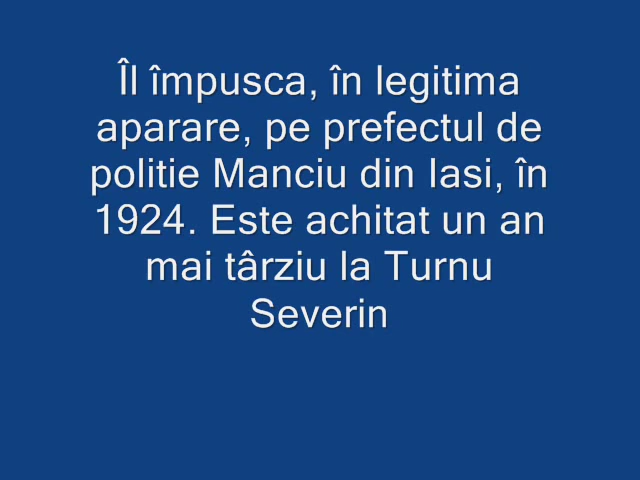 Îl împusca, în legitima
aparare, pe prefectul de
politie Manciu din Iasi, în
1924. Este achitat un an
mai târziu la Turnu
Severin